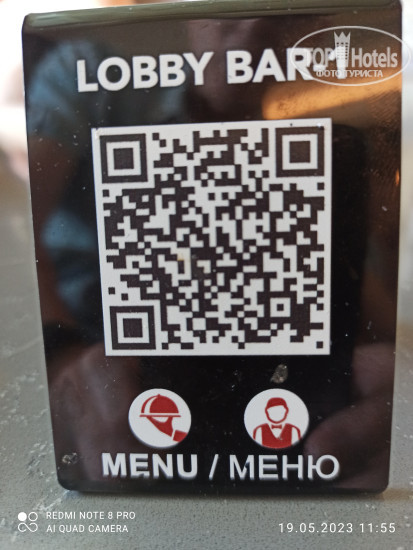 LOBBY BAR
TOP Hotels
ФОТО ТУРИСТА
MENU / МЕНЮ
REDMI NOTE 8 PRO
AI QUAD CAMERA
19.05.2023 11:55